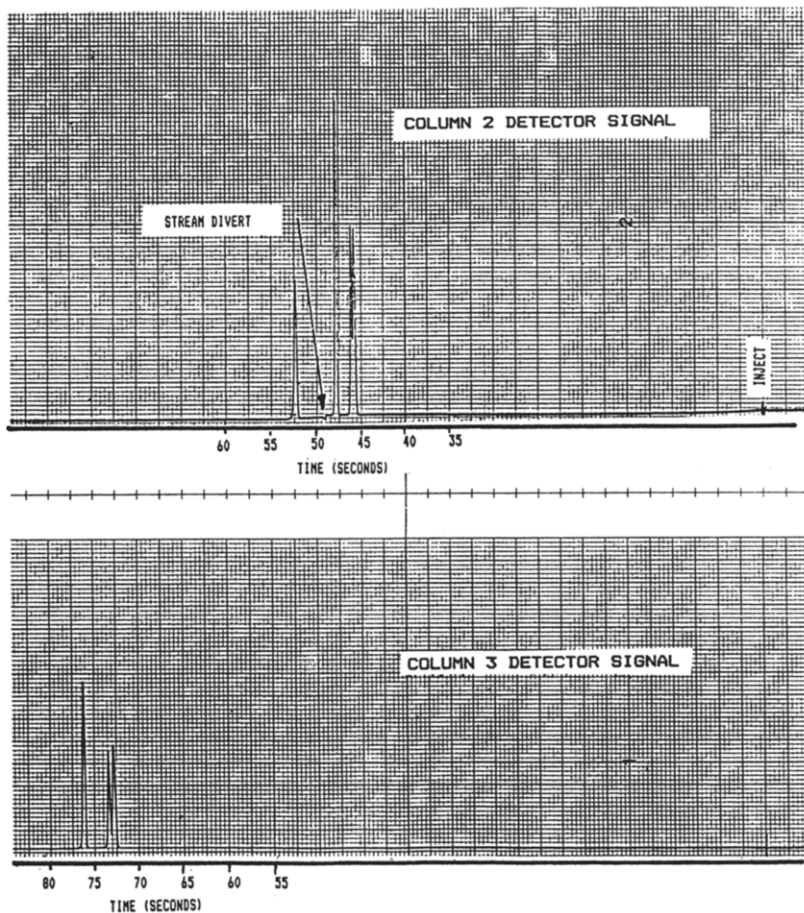 COLUMN 2 DETECTOR SIGNAL
STREAM DIVERT
2
INJECT
60 55 50 45 40 35
TIME (SECONDS)
COLUMN 3 DETECTOR SIGNAL
80 75 70 65 60 55
TIME (SECONDS)